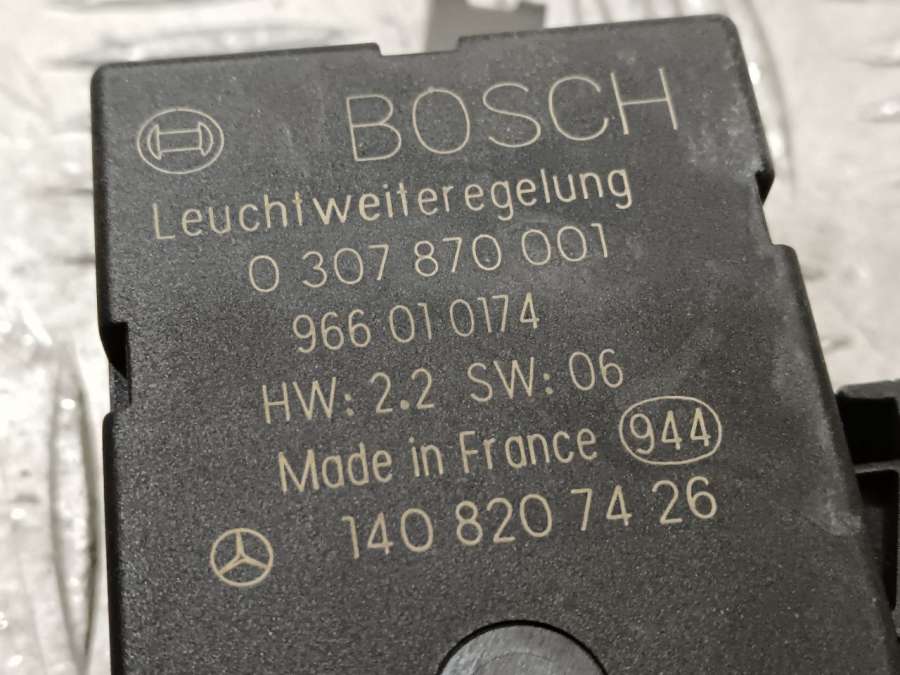 BOSCH
Leuchtweiteregelung
0 307 870 001
966 01 0174
HW: 2.2 SW: 06
Made in France 944
140 820 74 26